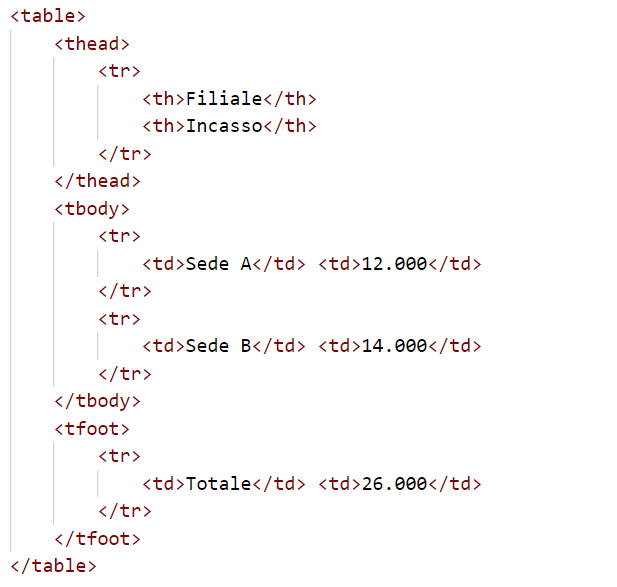 <table>
    <thead>
        <tr>
            <th>Filiale</th>
            <th>Incasso</th>
        </tr>
    </thead>
    <tbody>
        <tr>
            <td>Sede A</td> <td>12.000</td>
        </tr>
        <tr>
            <td>Sede B</td> <td>14.000</td>
        </tr>
    </tbody>
    <tfoot>
        <tr>
            <td>Totale</td> <td>26.000</td>
        </tr>
    </tfoot>
</table>